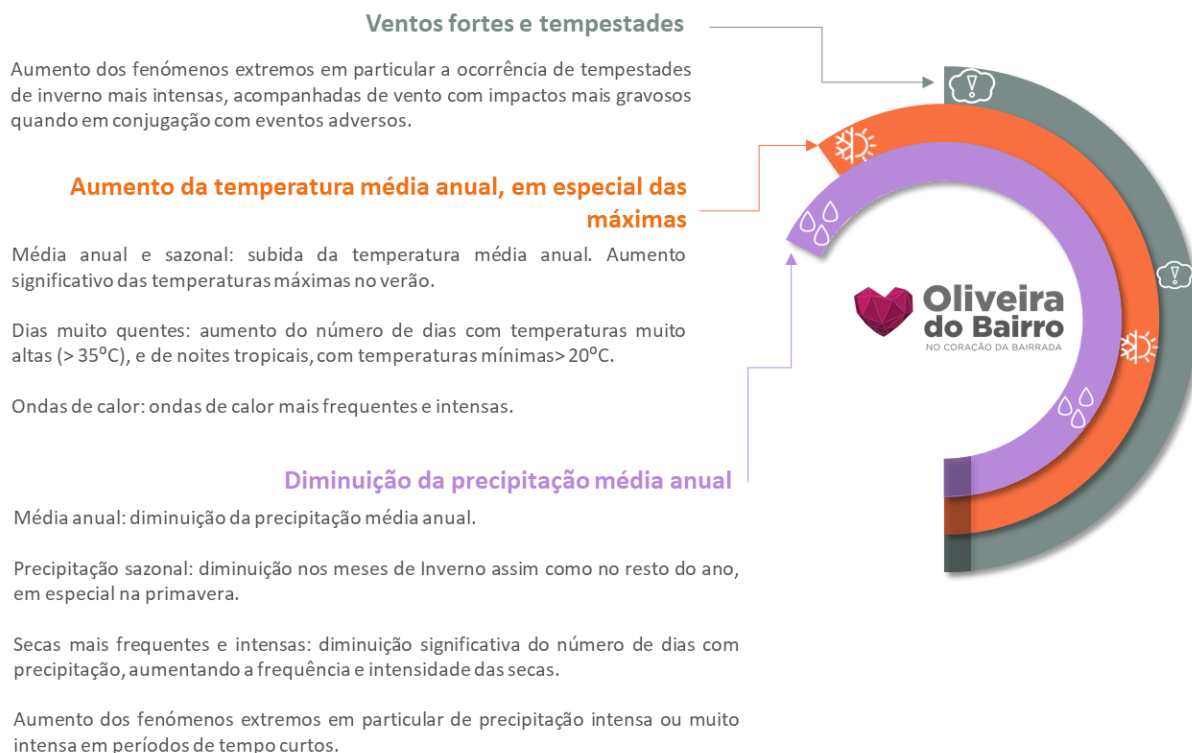 Ventos fortes e tempestades
Aumento dos fenómenos extremos em particular a ocorrência de tempestades
de inverno mais intensas, acompanhadas de vento com impactos mais gravosos
quando em conjugação com eventos adversos.
Aumento da temperatura média anual, em especial das
máximas
Média anual e sazonal: subida da temperatura média anual. Aumento
significativo das temperaturas máximas no verão.
Dias muito quentes: aumento do número de dias com temperaturas muito
altas (> 35ºC), e de noites tropicais, com temperaturas mínimas> 20ºC.
Ondas de calor: ondas de calor mais frequentes e intensas.
Diminuição da precipitação média anual
Média anual: diminuição da precipitação média anual.
Precipitação sazonal: diminuição nos meses de Inverno assim como no resto do ano,
em especial na primavera.
Secas mais frequentes e intensas: diminuição significativa do número de dias com
precipitação, aumentando a frequência e intensidade das secas.
Aumento dos fenómenos extremos em particular de precipitação intensa ou muito
intensa em períodos de tempo curtos.
Oliveira
do Bairro
NO CORAÇÃO DA BAIRRADA